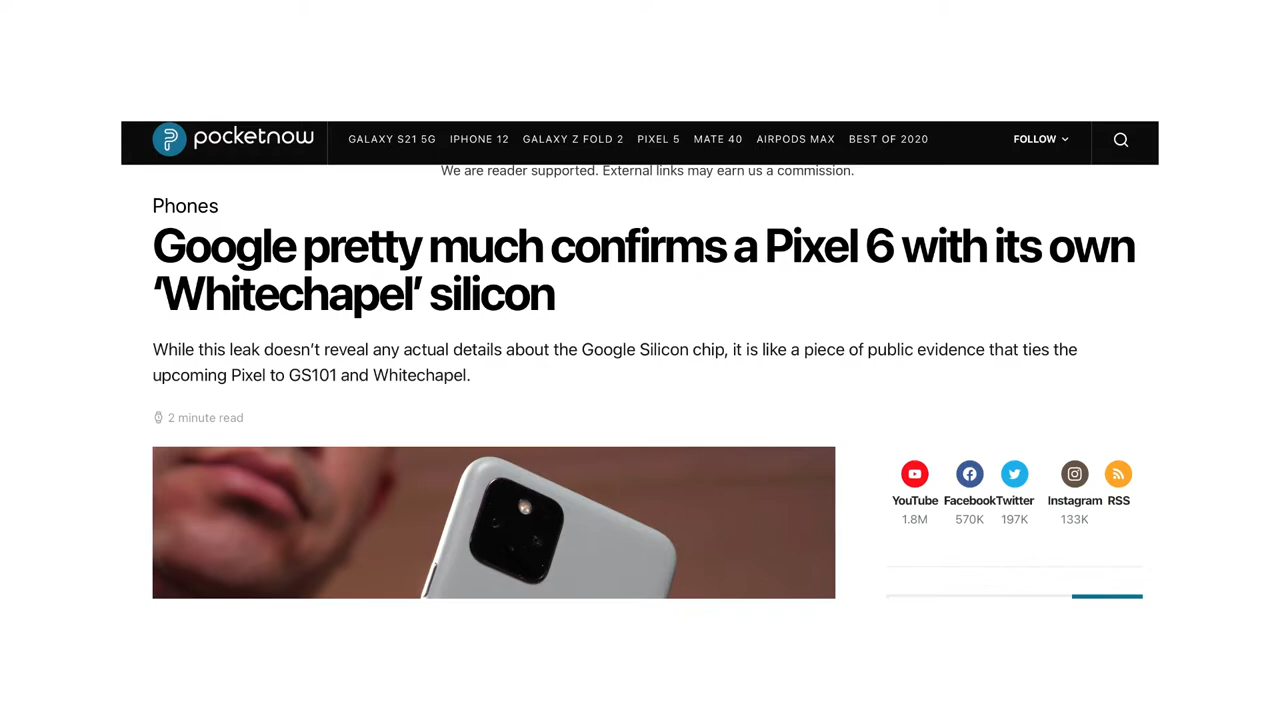 pocketnow
GALAXY S21 5G IPHONE 12 GALAXY Z FOLD 2 PIXEL 5 MATE 40 AIRPODS MAX BEST OF 2020
FOLLOW
We are reader supported. External links may earn us a commission.
Phones
Google pretty much confirms a Pixel 6 with its own
‘Whitechapel’ silicon
While this leak doesn’t reveal any actual details about the Google Silicon chip, it is like a piece of public evidence that ties the
upcoming Pixel to GS101 and Whitechapel.
2 minute read
YouTube Facebook Twitter Instagram RSS
1.8M 570K 197K 133K